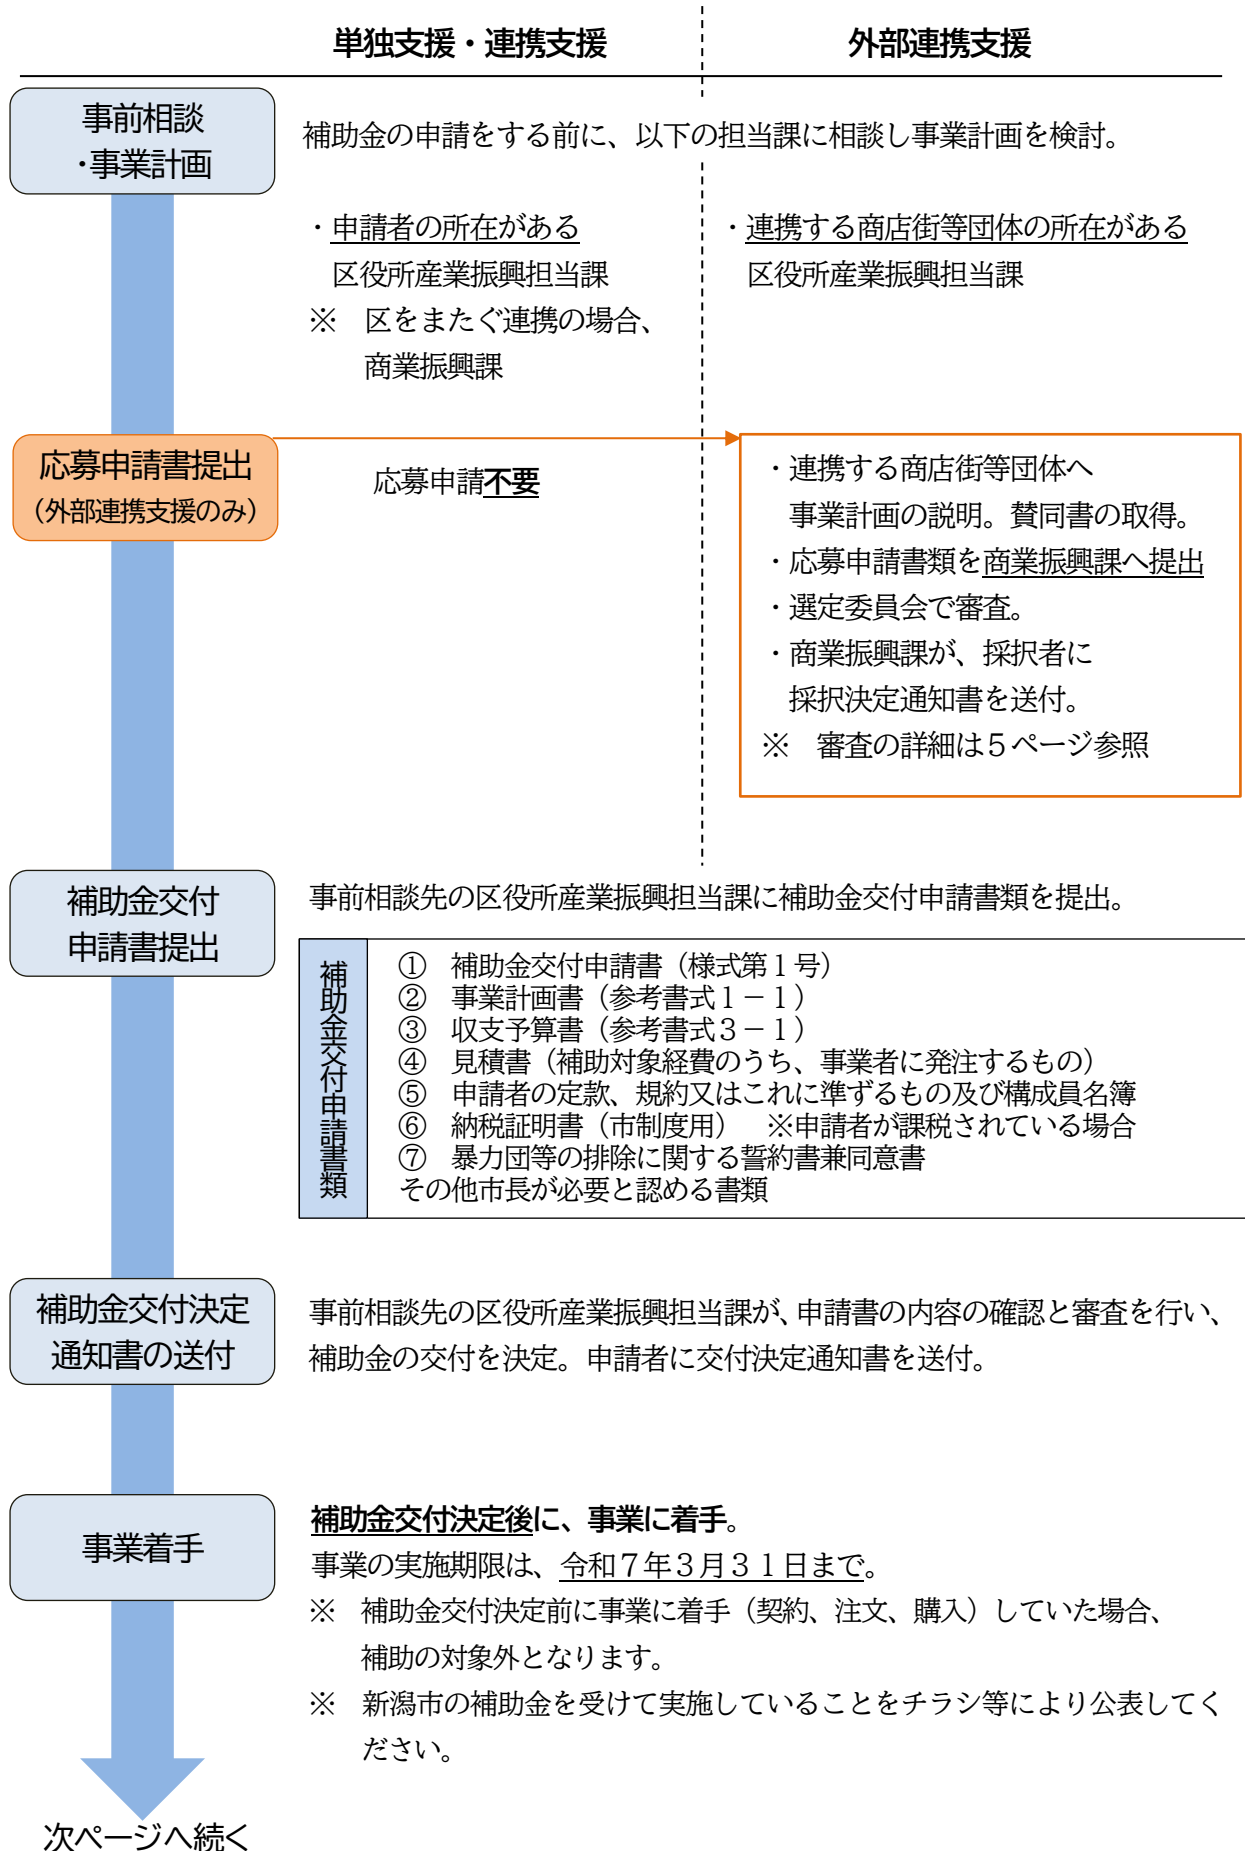 単独支援・連携支援
外部連携支援
事前相談
・事業計画
補助金の申請をする前に、以下の担当課に相談し事業計画を検討。
・申請者の所在がある
区役所産業振興担当課
※　区をまたぐ連携の場合、
商業振興課
・連携する商店街等団体の所在がある
区役所産業振興担当課
応募申請書提出
（外部連携支援のみ）
応募申請不要
・連携する商店街等団体へ
事業計画の説明。賛同書の取得。
・応募申請書類を商業振興課へ提出
・選定委員会で審査。
・商業振興課が、採択者に
採択決定通知書を送付。
※　審査の詳細は５ページ参照
補助金交付
申請書提出
事前相談先の区役所産業振興担当課に補助金交付申請書類を提出。
補助金交付申請書類
①　補助金交付申請書（様式第１号）
②　事業計画書（参考書式１－１）
③　収支予算書（参考書式３－１）
④　見積書（補助対象経費のうち、事業者に発注するもの）
⑤　申請者の定款、規約又はこれに準ずるもの及び構成員名簿
⑥　納税証明書（市制度用）　※申請者が課税されている場合
⑦　暴力団等の排除に関する誓約書兼同意書
その他市長が必要と認める書類
補助金交付決定
通知書の送付
事前相談先の区役所産業振興担当課が、申請書の内容の確認と審査を行い、
補助金の交付を決定。申請者に交付決定通知書を送付。
事業着手
補助金交付決定後に、事業に着手。
事業の実施期限は、令和７年３月３１日まで。
※　補助金交付決定前に事業に着手（契約、注文、購入）していた場合、
補助の対象外となります。
※　新潟市の補助金を受けて実施していることをチラシ等により公表してく
ださい。
次ページへ続く